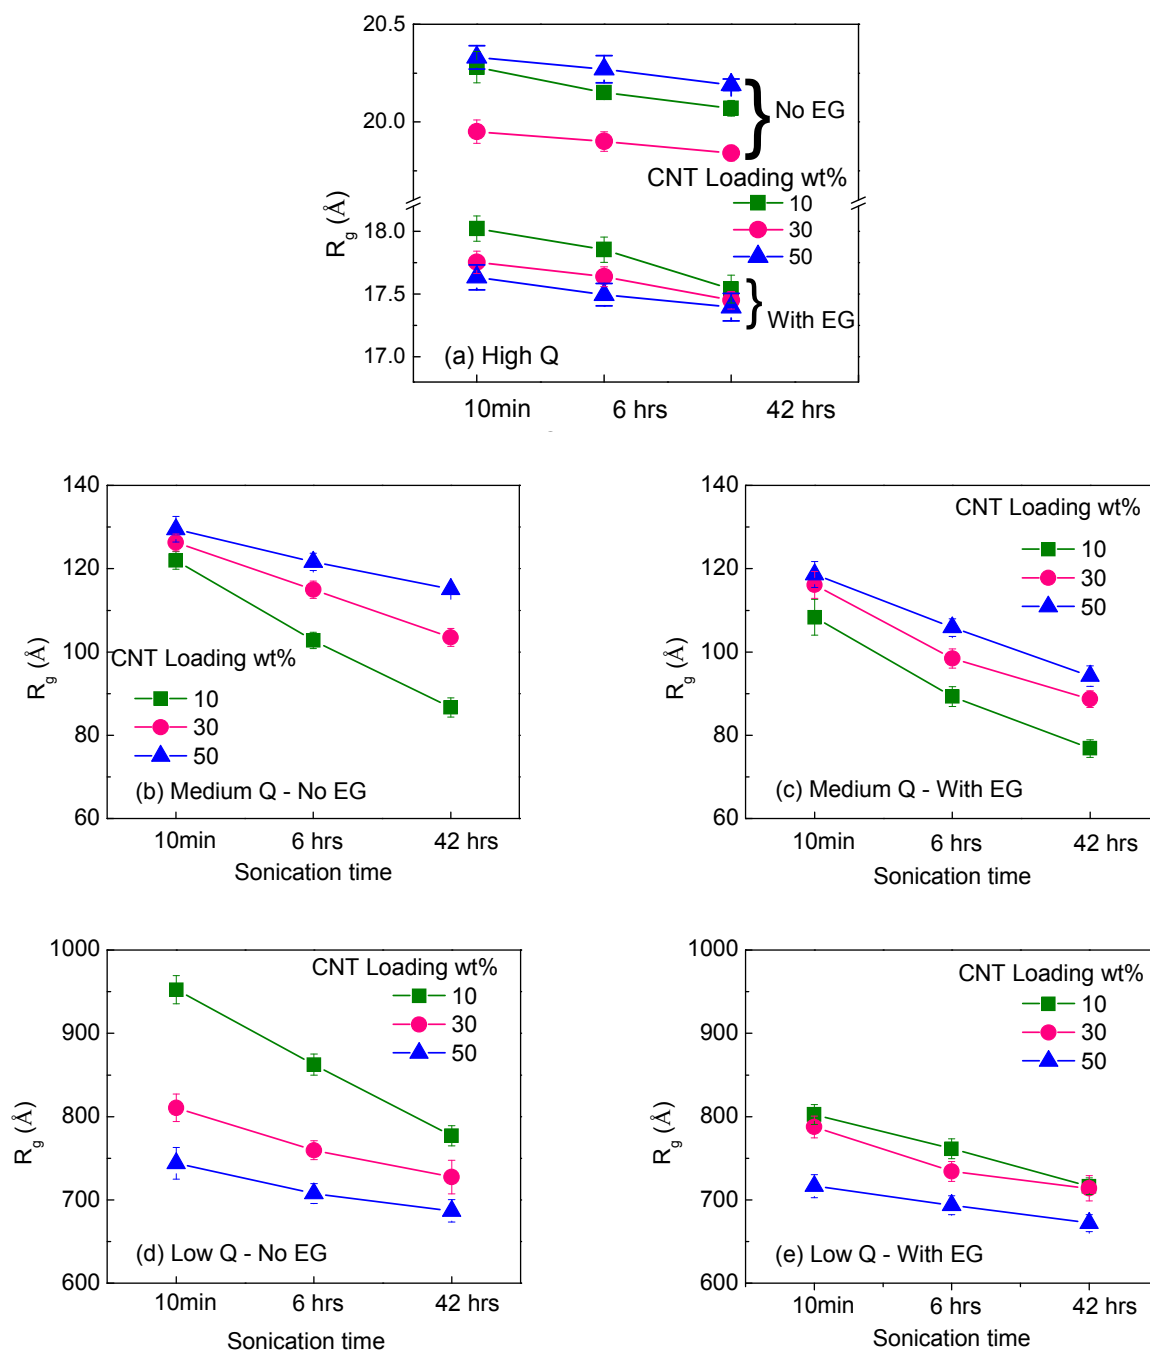 20.5
20.0
18.0
17.5
17.0
R_g (Å)
No EG
CNT Loading wt%
10
30
50
With EG
(a) High Q
10min 6 hrs 42 hrs
140
120
100
80
60
R_g (Å)
CNT Loading wt%
10
30
50
(b) Medium Q - No EG
10min 6 hrs 42 hrs
Sonication time
140
120
100
80
60
R_g (Å)
CNT Loading wt%
10
30
50
(c) Medium Q - With EG
10min 6 hrs 42 hrs
Sonication time
1000
900
800
700
600
R_g (Å)
CNT Loading wt%
10
30
50
(d) Low Q - No EG
10min 6 hrs 42 hrs
Sonication time
1000
900
800
700
600
R_g (Å)
CNT Loading wt%
10
30
50
(e) Low Q - With EG
10min 6 hrs 42 hrs
Sonication time